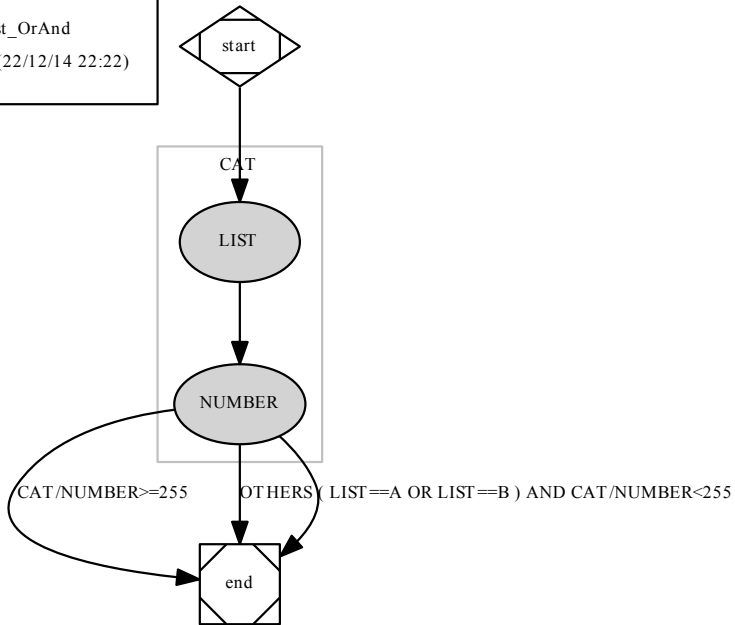 st_OrAnd
(22/12/14 22:22)
start
CAT
LIST
NUMBER
CAT/NUMBER>=255
OTHERS
( LIST==A OR LIST==B ) AND CAT/NUMBER<255
end